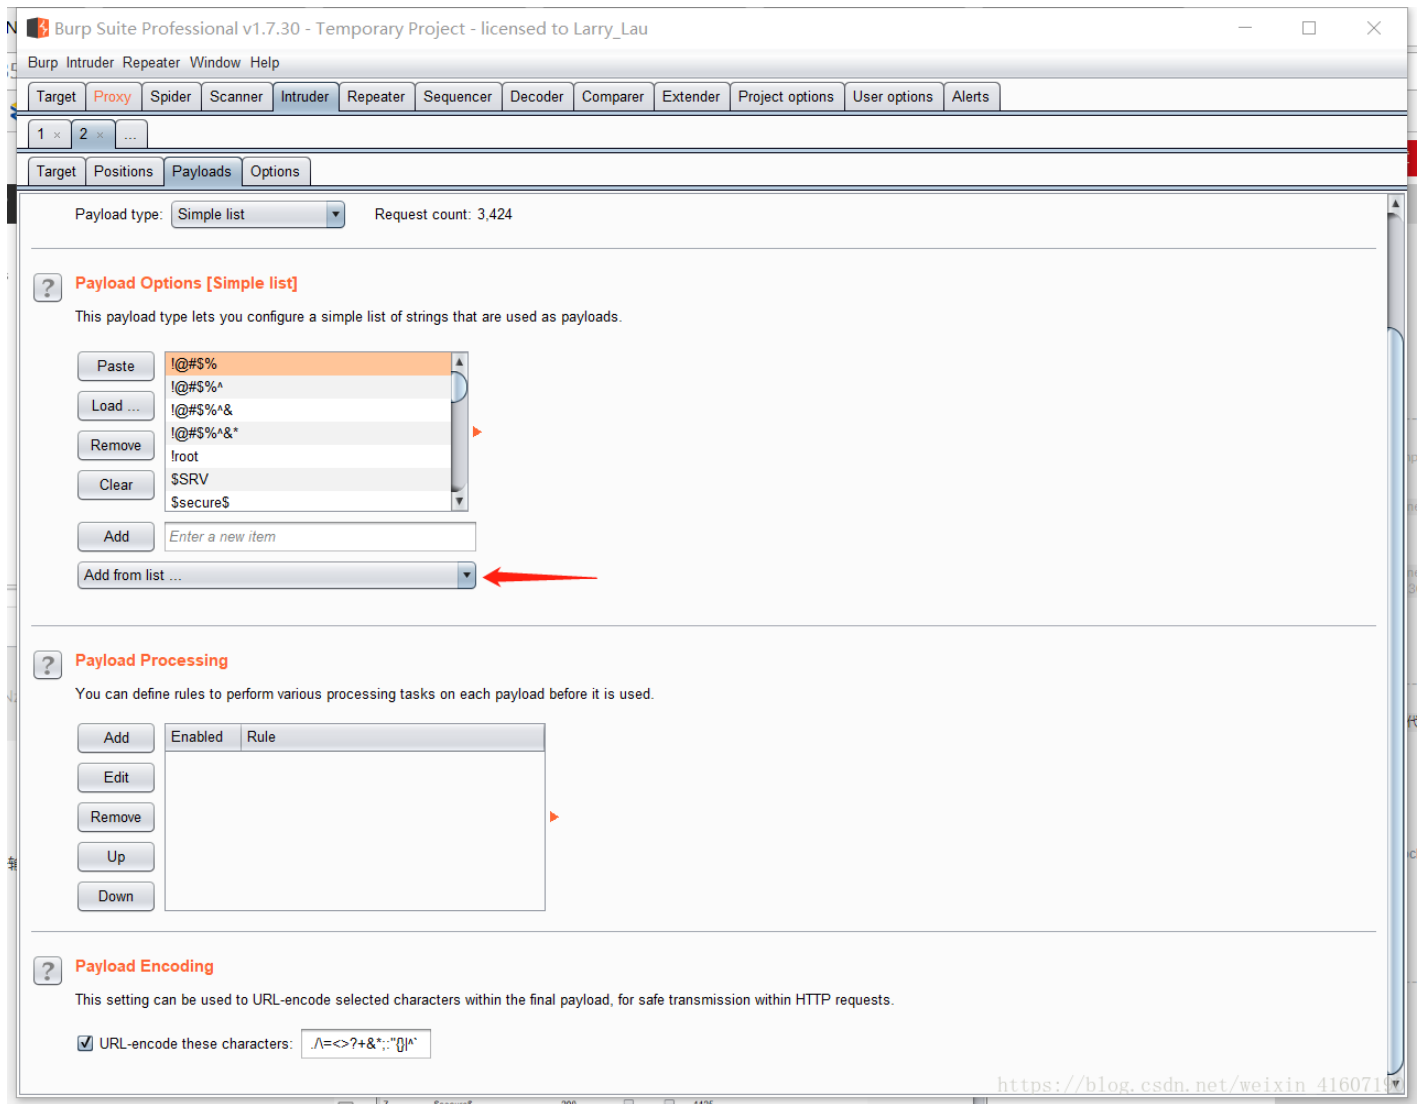 Burp Suite Professional v1.7.30 - Temporary Project - licensed to Larry_Lau
Burp Intruder Repeater Window Help
Target Proxy Spider Scanner Intruder Repeater Sequencer Decoder Comparer Extender Project options User options Alerts
1 × 2 × ...
Target Positions Payloads Options
Payload type: Simple list Request count: 3,424
? Payload Options [Simple list]
This payload type lets you configure a simple list of strings that are used as payloads.
Paste
Load ...
Remove
Clear
!@#$%
!@#$%^
!@#$%^&
!@#$%^&*
!root
$SRV
$secure$
Add Enter a new item
Add from list ...
? Payload Processing
You can define rules to perform various processing tasks on each payload before it is used.
Add
Edit
Remove
Up
Down
Enabled Rule
? Payload Encoding
This setting can be used to URL-encode selected characters within the final payload, for safe transmission within HTTP requests.
URL-encode these characters: ./\=<>?+&*;:"{}|^`
https://blog.csdn.net/weixin_4160719